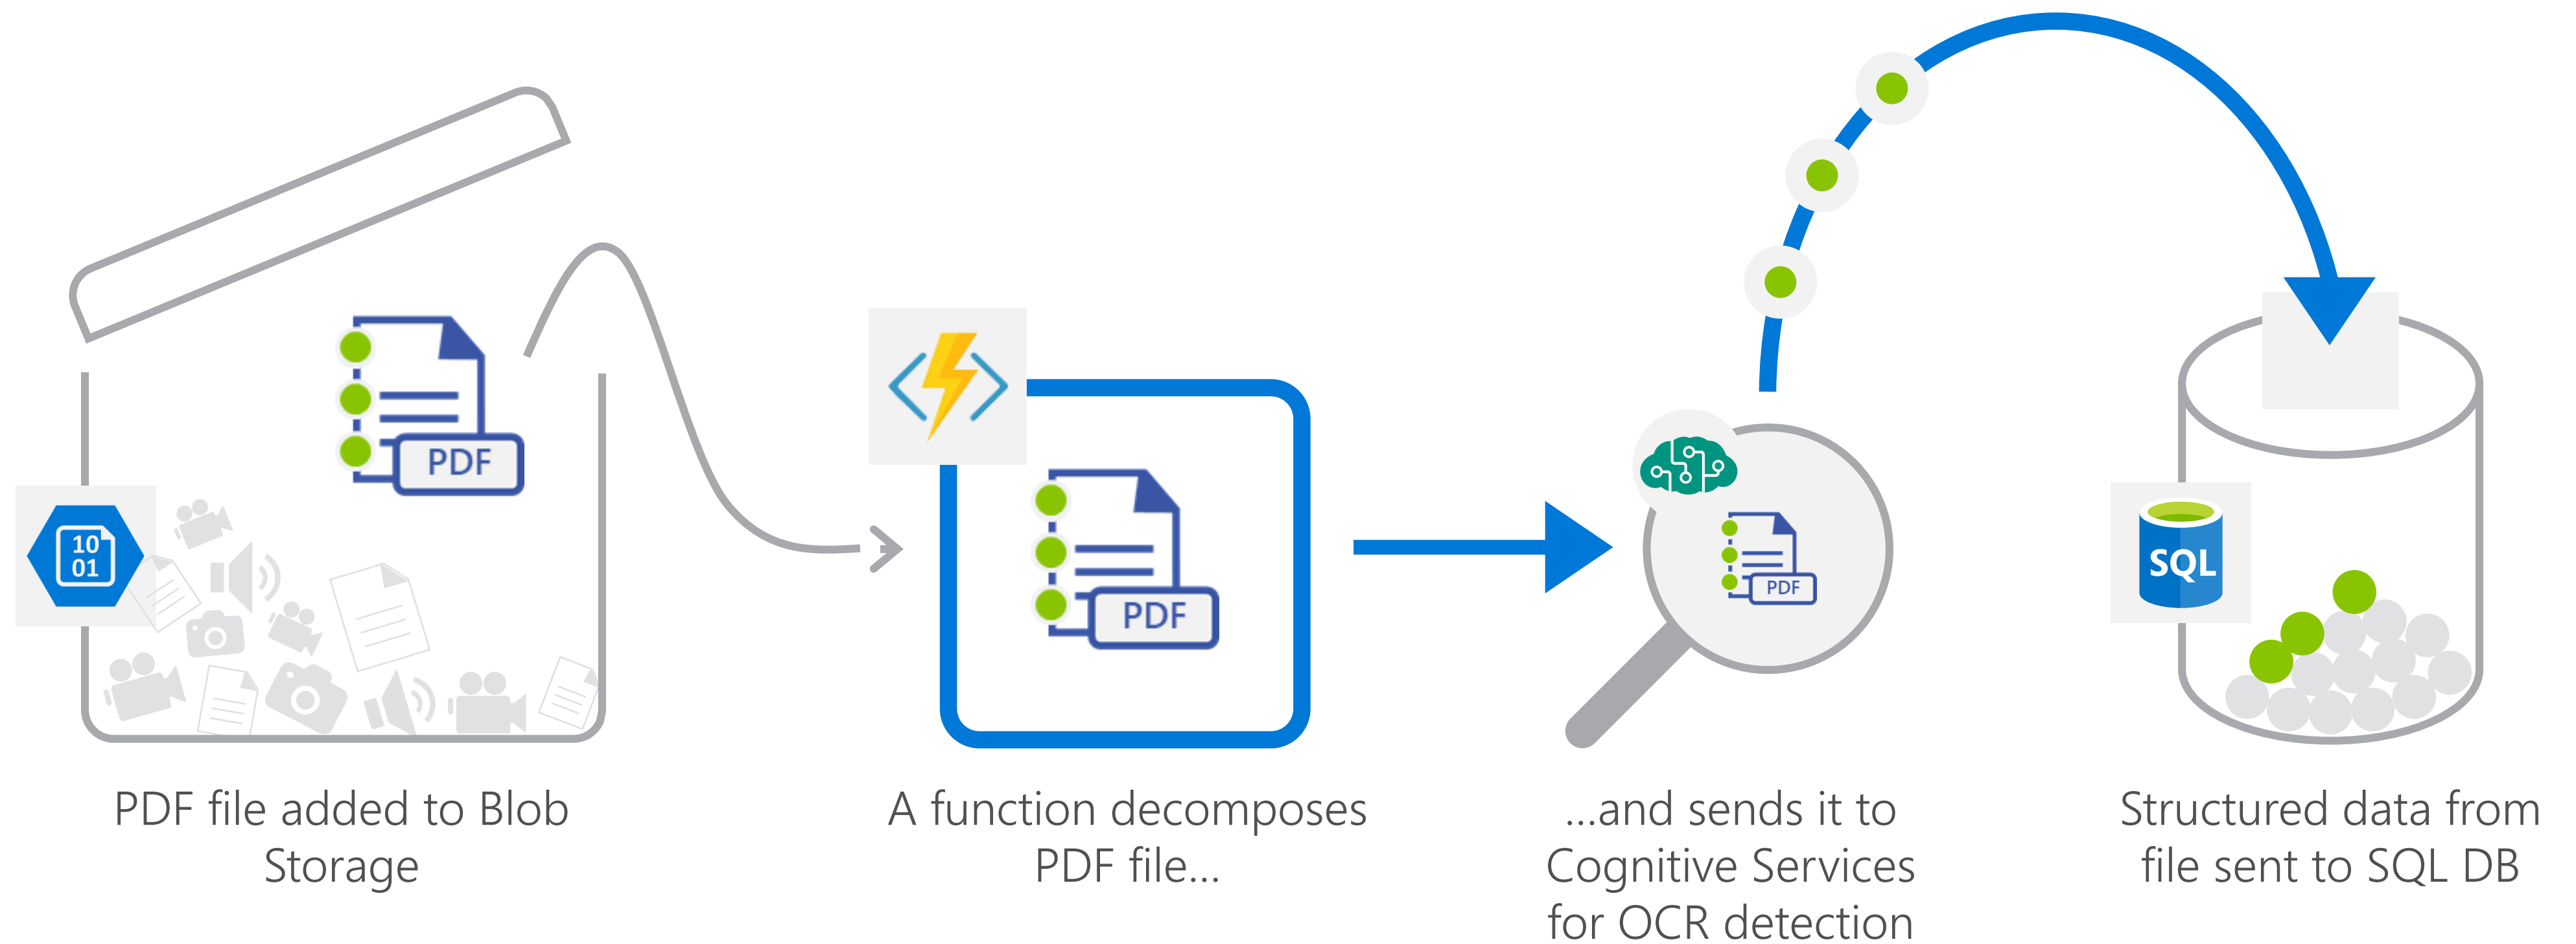 PDF
10
01
PDF
PDF
SQL
PDF file added to Blob
Storage
A function decomposes
PDF file...
...and sends it to
Cognitive Services
for OCR detection
Structured data from
file sent to SQL DB